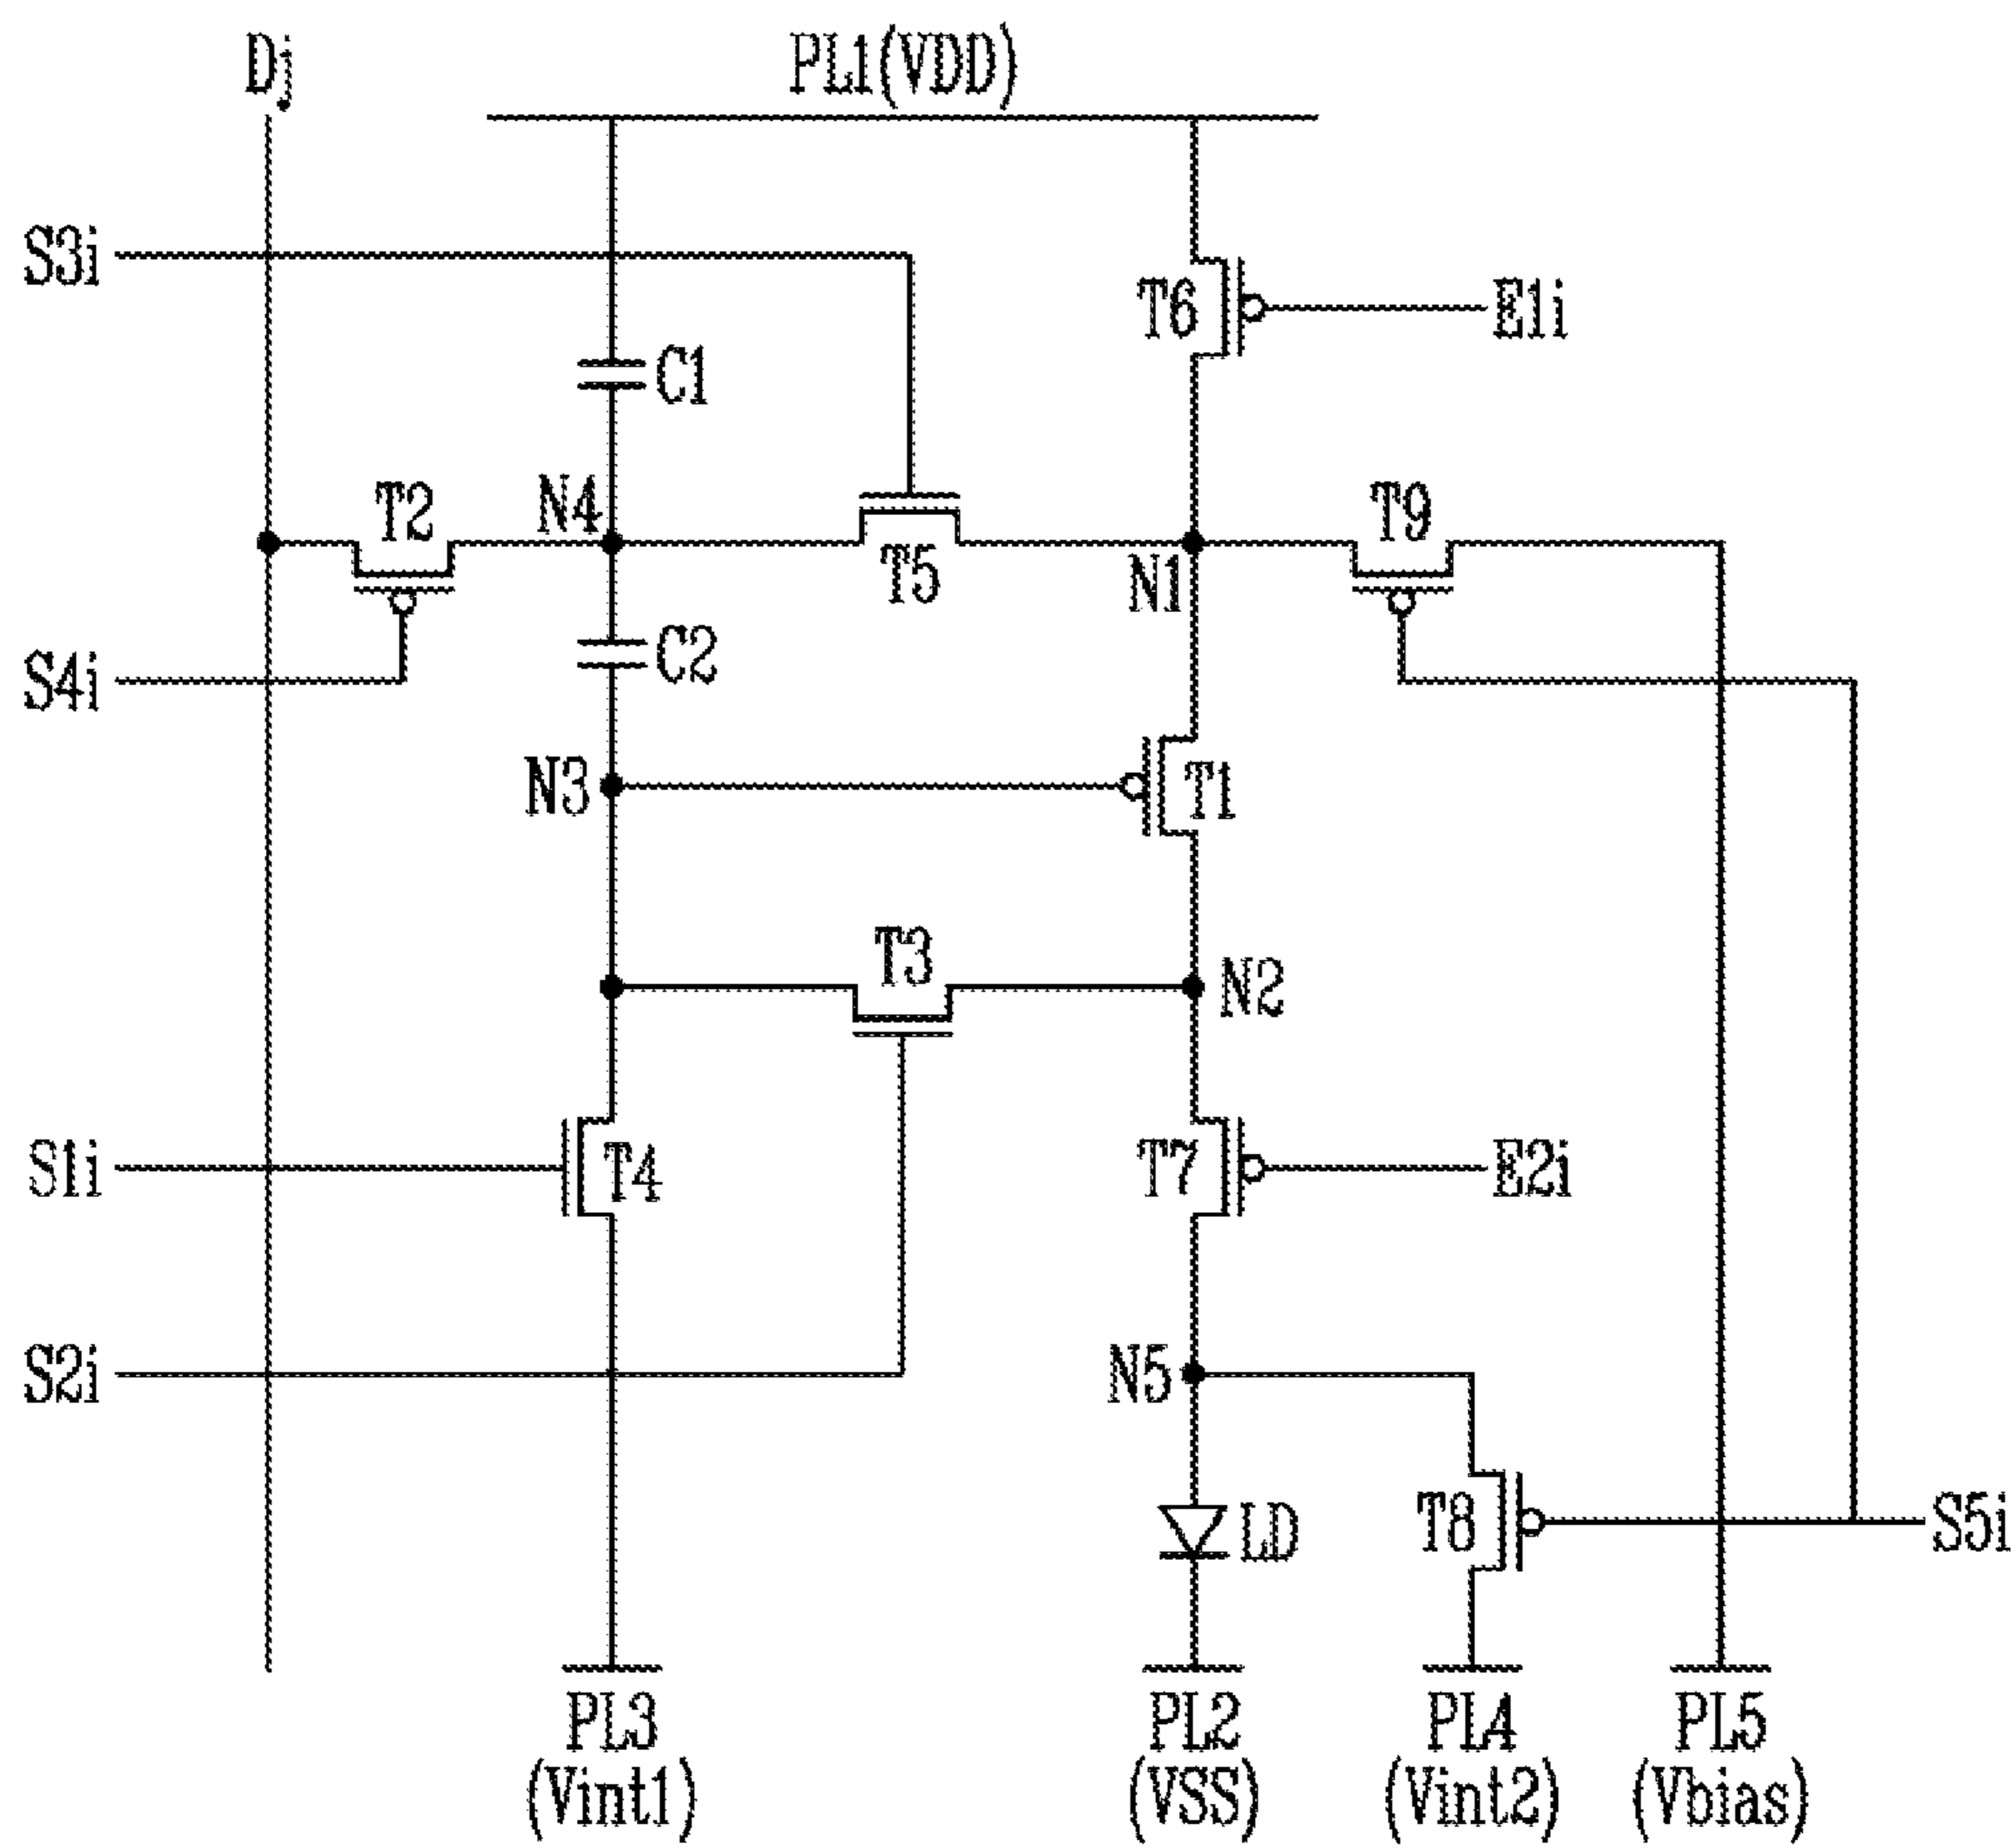 Dj
PL1(VDD)
S3i
T6
E1i
C1
T2
N4
T9
T5
N1
S4i
C2
N3
T1
T3
N2
S1i
T4
T7
E2i
S2i
N5
LD
T8
S5i
PL3
(Vint1)
PL2
(VSS)
PL4
(Vint2)
PL5
(Vbias)